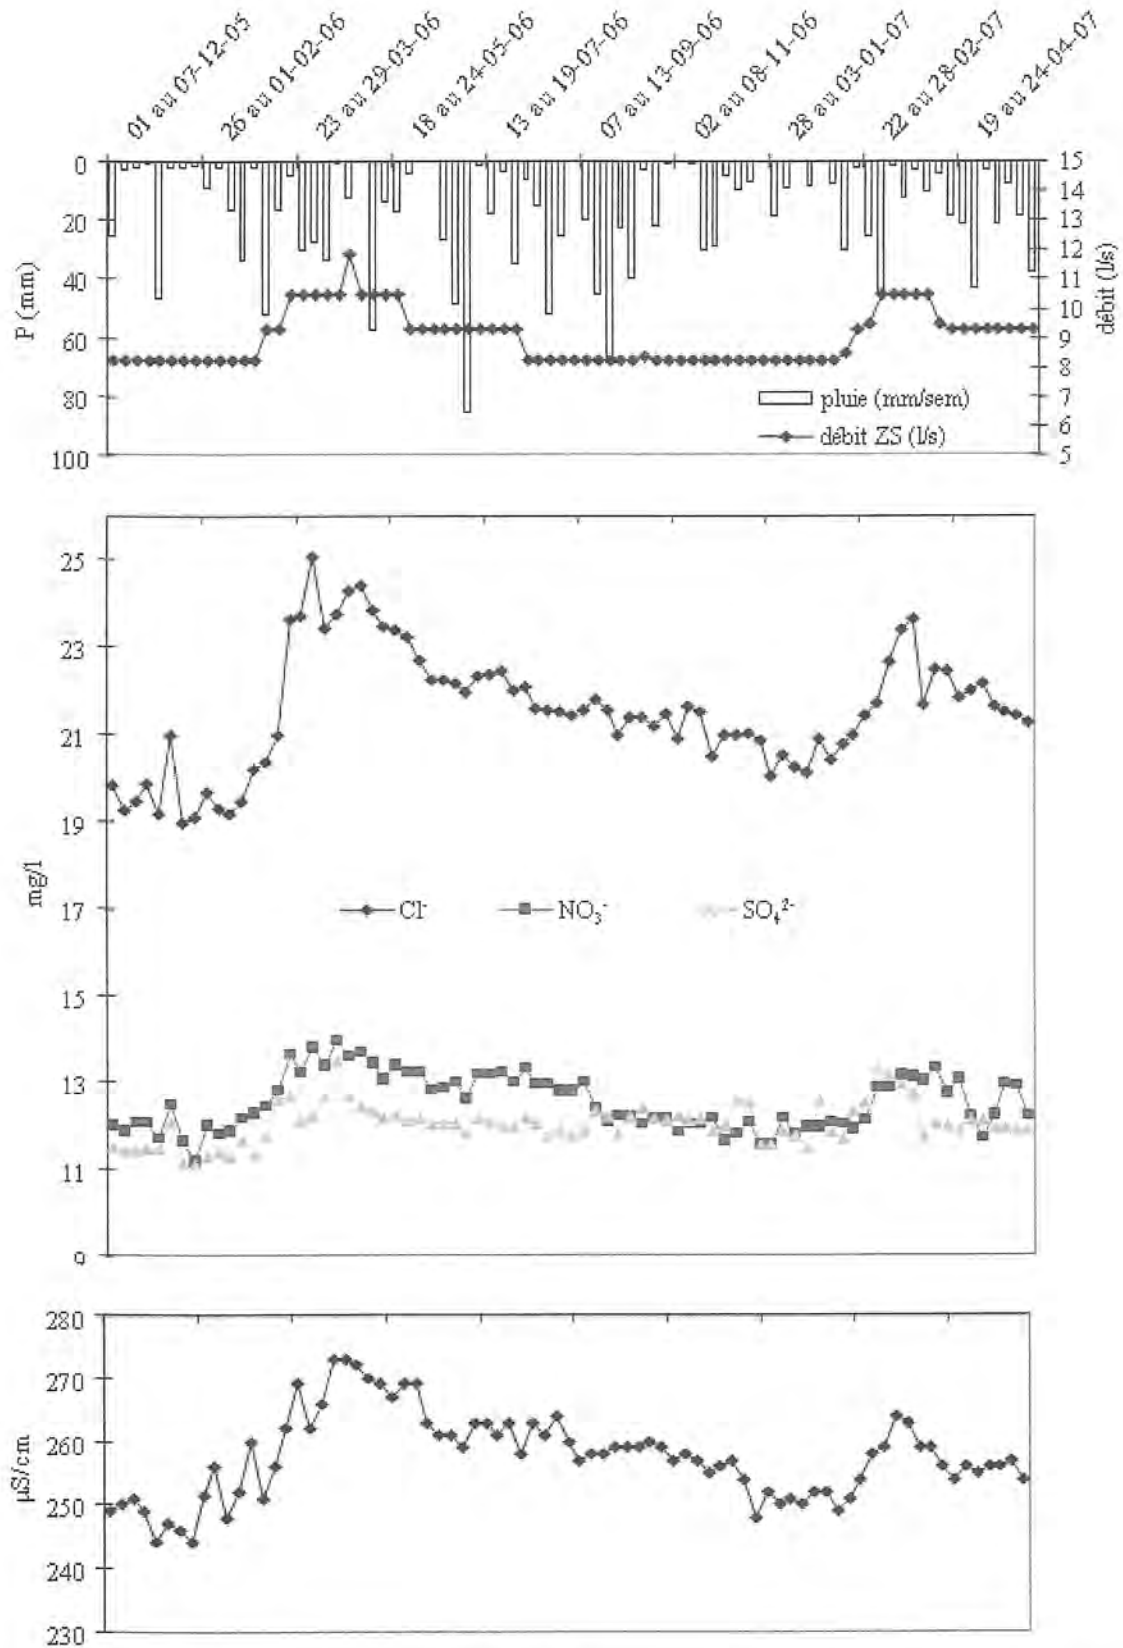 01 au 07-12-05
26 au 01-02-06
23 au 29-03-06
18 au 24-05-06
13 au 19-07-06
07 au 13-09-06
02 au 08-11-06
28 au 03-01-07
22 au 28-02-07
19 au 24-04-07
0
20
40
60
80
100
P (mm)
15
14
13
12
11
10
9
8
7
6
5
débit (l/s)
pluie (mm/sem)
débit ZS (l/s)
25
23
21
19
17
15
13
11
9
mg/l
Cl⁻
NO₃⁻
SO₄²⁻
280
270
260
250
240
230
µS/cm